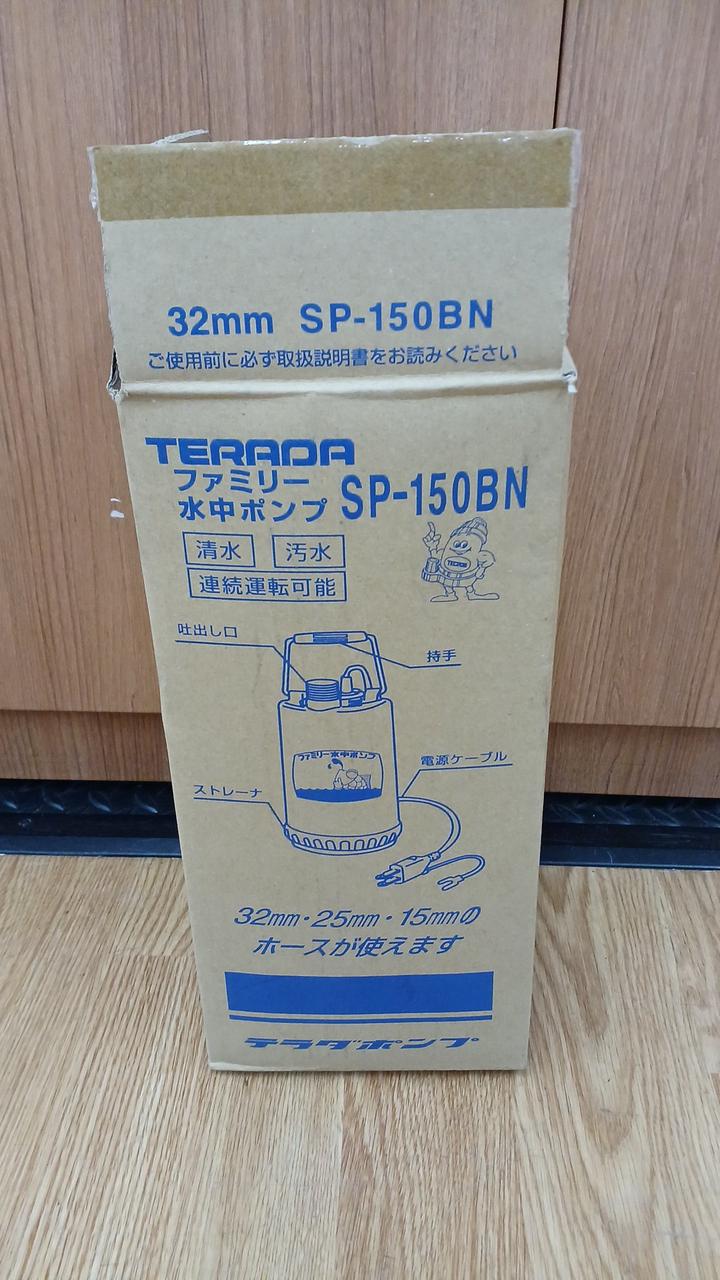 32mm SP-150BN
ご使用前に必ず取扱説明書をお読みください
TERADA
ファミリー
水中ポンプ SP-150BN
清水 汚水
連続運転可能
TERADA
吐出し口
持手
ファミリー水中ポンプ
電源ケーブル
ストレーナ
32mm・25mm・15mmの
ホースが使えます
テラダポンプ